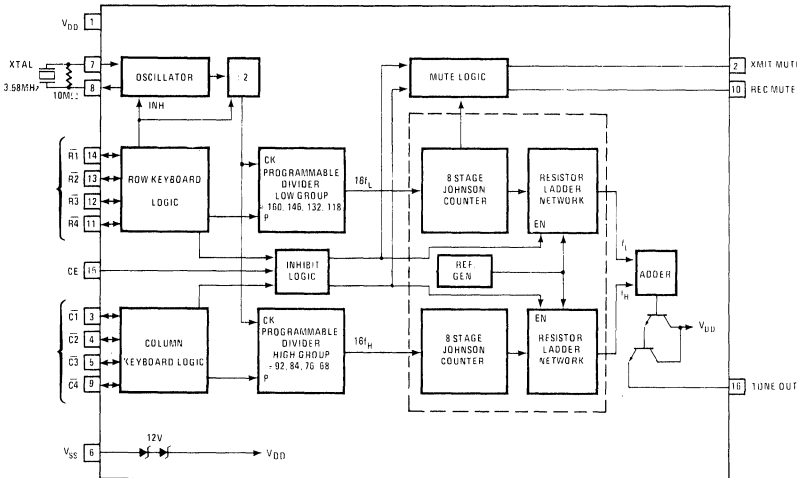 VDD 1
XTAL
3.58MHz
10MΩ
7
8
OSCILLATOR
: 2
INH
MUTE LOGIC
2 XMIT MUTE
10 REC MUTE
R1 14
R2 13
R3 12
R4 11
ROW KEYBOARD
LOGIC
CK
PROGRAMMABLE
DIVIDER
LOW GROUP
÷ 160, 146, 132, 118
P
16fL
8 STAGE
JOHNSON
COUNTER
RESISTOR
LADDER
NETWORK
EN
CE 15
INHIBIT
LOGIC
REF.
GEN
fL
fH
ADDER
VDD
C1 3
C2 4
C3 5
C4 9
COLUMN
KEYBOARD LOGIC
CK
PROGRAMMABLE
DIVIDER
HIGH GROUP
÷ 92, 84, 76, 68
P
16fH
8 STAGE
JOHNSON
COUNTER
EN
RESISTOR
LADDER
NETWORK
16 TONE OUT
VSS 6
12V
VDD